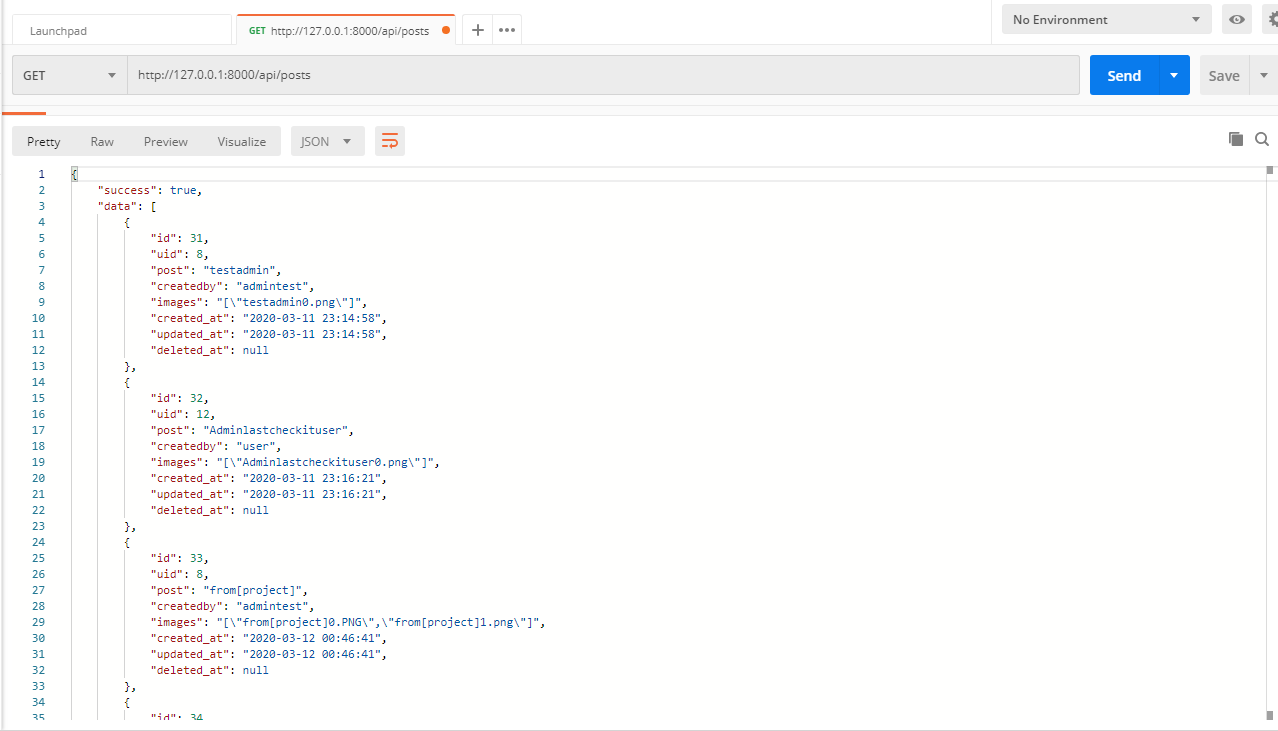 Launchpad
GET http://127.0.0.1:8000/api/posts
No Environment
GET
http://127.0.0.1:8000/api/posts
Send
Save
Pretty Raw Preview Visualize JSON
1 {
2 "success": true,
3 "data": [
4 {
5 "id": 31,
6 "uid": 8,
7 "post": "testadmin",
8 "createdby": "admintest",
9 "images": "[\"testadmin0.png\"]",
10 "created_at": "2020-03-11 23:14:58",
11 "updated_at": "2020-03-11 23:14:58",
12 "deleted_at": null
13 },
14 {
15 "id": 32,
16 "uid": 12,
17 "post": "Adminlastcheckituser",
18 "createdby": "user",
19 "images": "[\"Adminlastcheckituser0.png\"]",
20 "created_at": "2020-03-11 23:16:21",
21 "updated_at": "2020-03-11 23:16:21",
22 "deleted_at": null
23 },
24 {
25 "id": 33,
26 "uid": 8,
27 "post": "from[project]",
28 "createdby": "admintest",
29 "images": "[\"from[project]0.PNG\",\"from[project]1.png\"]",
30 "created_at": "2020-03-12 00:46:41",
31 "updated_at": "2020-03-12 00:46:41",
32 "deleted_at": null
33 },
34 {
35 "id": 34